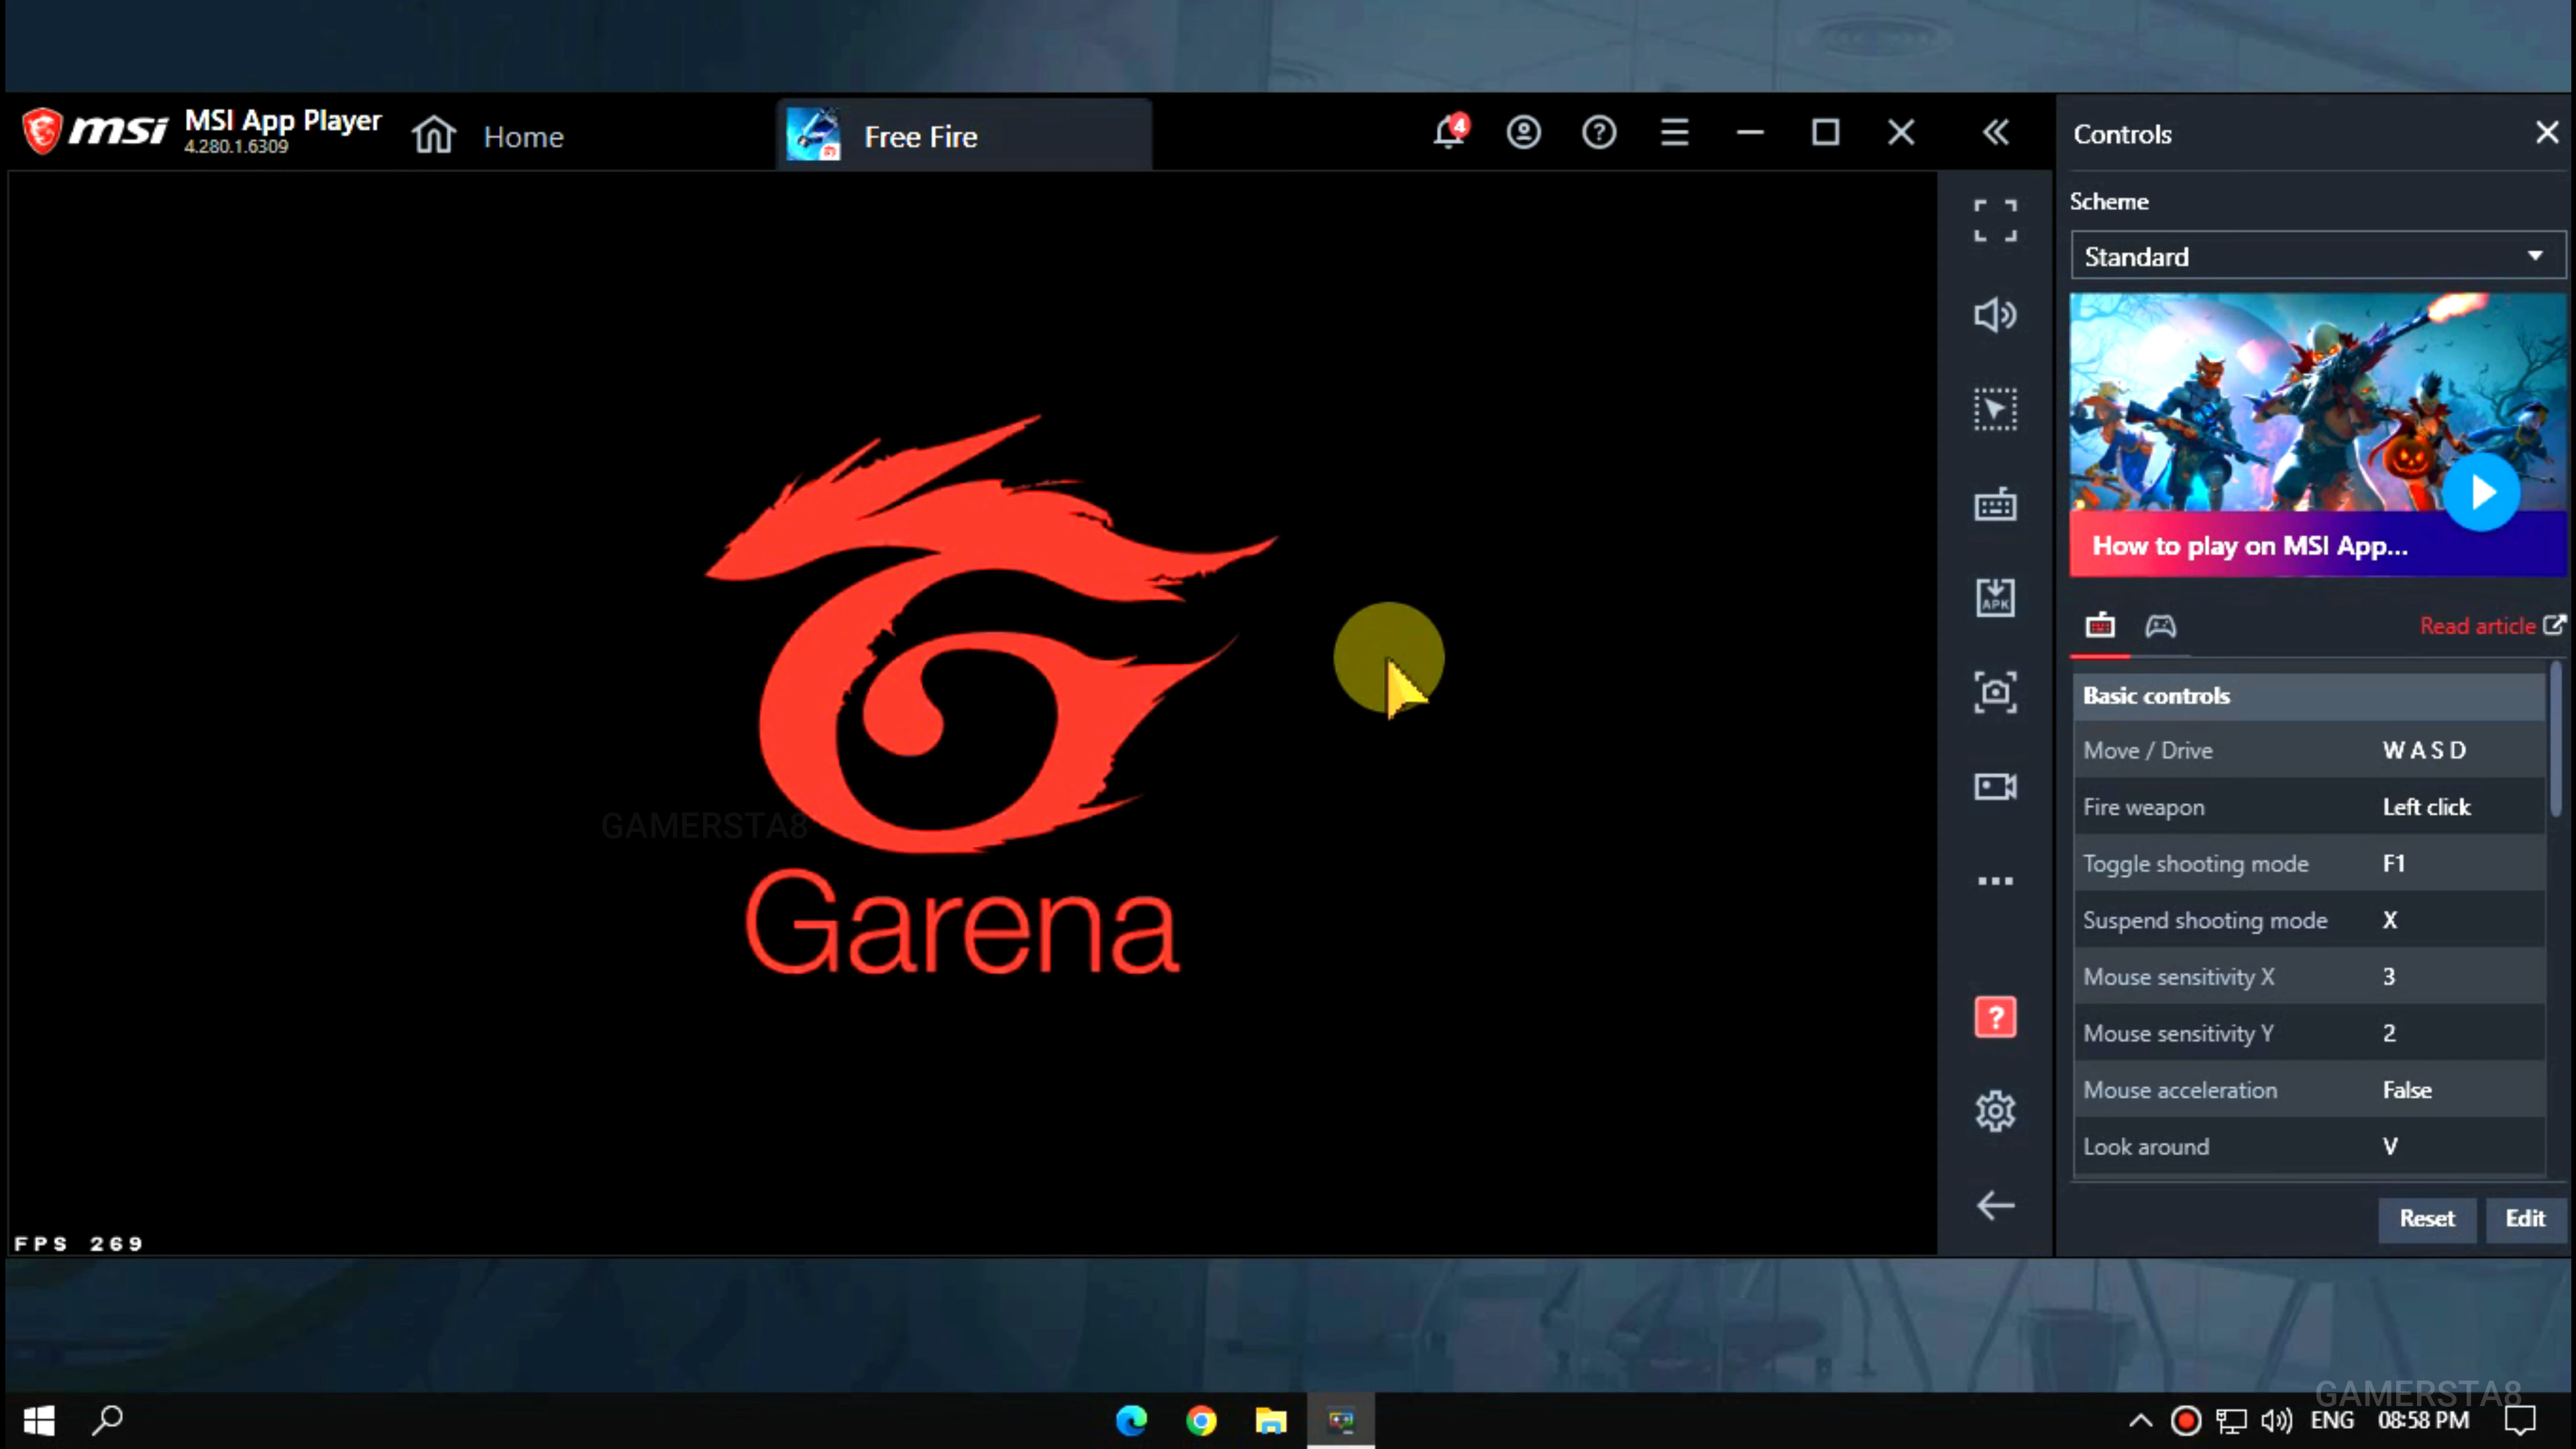 msi MSI App Player
4.280.1.6309
Home
Free Fire
4
Controls
Scheme
Standard
How to play on MSI App...
Read article
APK
Basic controls
Move / Drive W A S D
Fire weapon Left click
Toggle shooting mode F1
Suspend shooting mode X
Mouse sensitivity X 3
Mouse sensitivity Y 2
Mouse acceleration False
Look around V
Reset Edit
GAMERSTA8
Garena
FPS 269
GAMERSTA8
ENG 08:58 PM